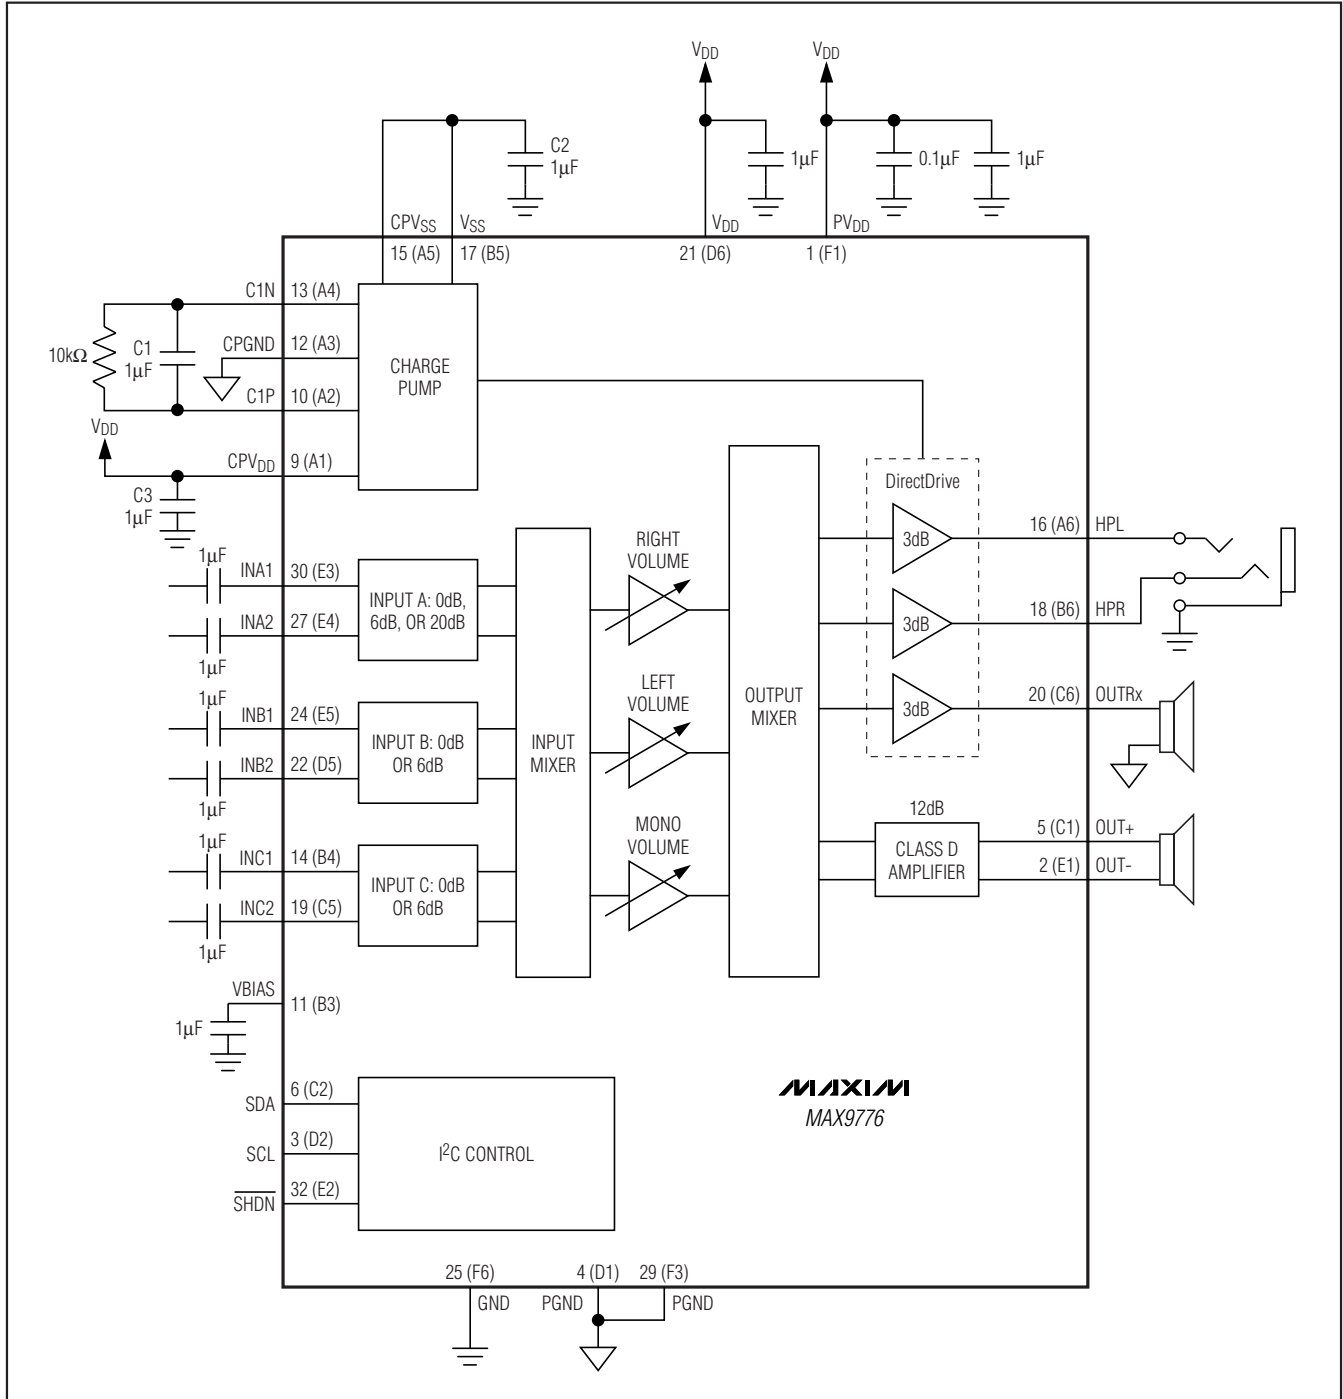 VDD
VDD
C2
1µF
1µF
0.1µF
1µF
CPVSS
VSS
VDD
PVDD
15 (A5)
17 (B5)
21 (D6)
1 (F1)
C1N
13 (A4)
10kΩ
C1
1µF
CPGND
12 (A3)
CHARGE
PUMP
C1P
10 (A2)
VDD
CPVDD
9 (A1)
C3
1µF
DirectDrive
1µF
INA1
30 (E3)
INPUT A: 0dB,
6dB, OR 20dB
INA2
27 (E4)
1µF
RIGHT
VOLUME
3dB
16 (A6)
HPL
3dB
18 (B6)
HPR
1µF
INB1
24 (E5)
INPUT B: 0dB
OR 6dB
INB2
22 (D5)
1µF
INPUT
MIXER
LEFT
VOLUME
OUTPUT
MIXER
3dB
20 (C6)
OUTRx
1µF
INC1
14 (B4)
INPUT C: 0dB
OR 6dB
INC2
19 (C5)
1µF
MONO
VOLUME
12dB
CLASS D
AMPLIFIER
5 (C1)
OUT+
2 (E1)
OUT-
VBIAS
11 (B3)
1µF
SDA
6 (C2)
SCL
3 (D2)
I2C CONTROL
SHDN
32 (E2)
MAXIM
MAX9776
25 (F6)
4 (D1)
29 (F3)
GND
PGND
PGND